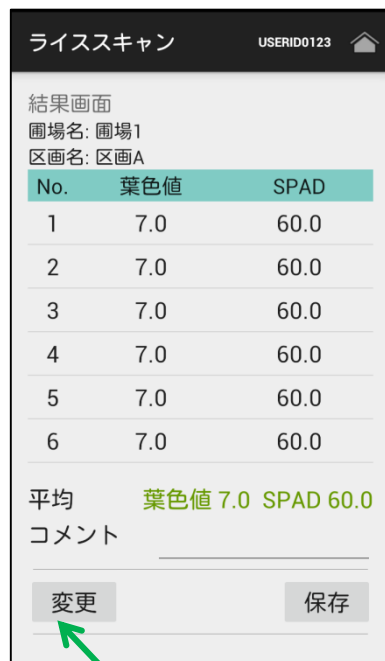 ライススキャン USERID0123
結果画面
圃場名: 圃場1
区画名: 区画A
No. 葉色値 SPAD
1 7.0 60.0
2 7.0 60.0
3 7.0 60.0
4 7.0 60.0
5 7.0 60.0
6 7.0 60.0
平均 葉色値 7.0 SPAD 60.0
コメント
変更 保存